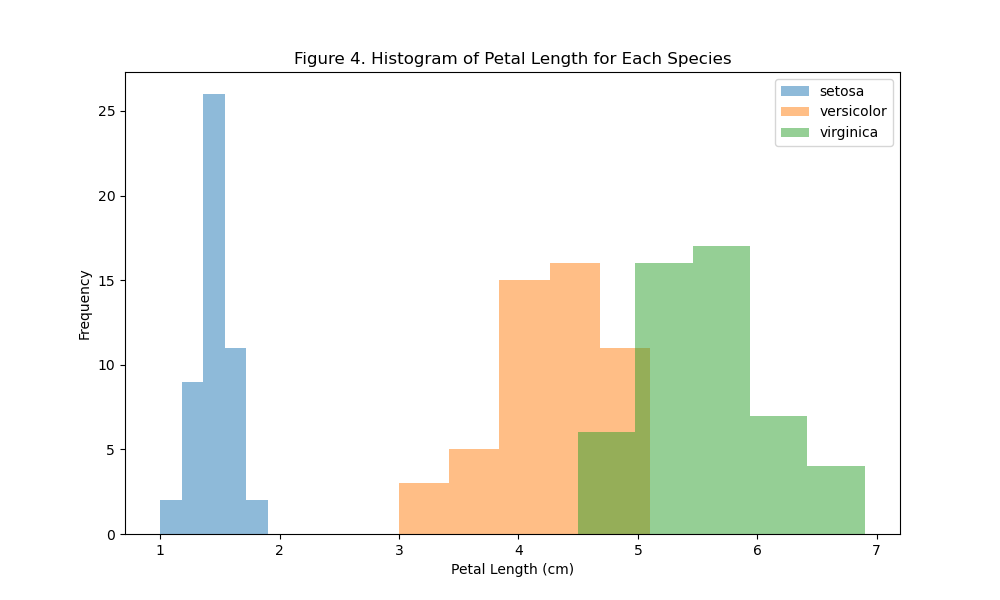 Figure 4. Histogram of Petal Length for Each Species
setosa
versicolor
virginica
Frequency
25
20
15
10
5
0
1 2 3 4 5 6 7
Petal Length (cm)